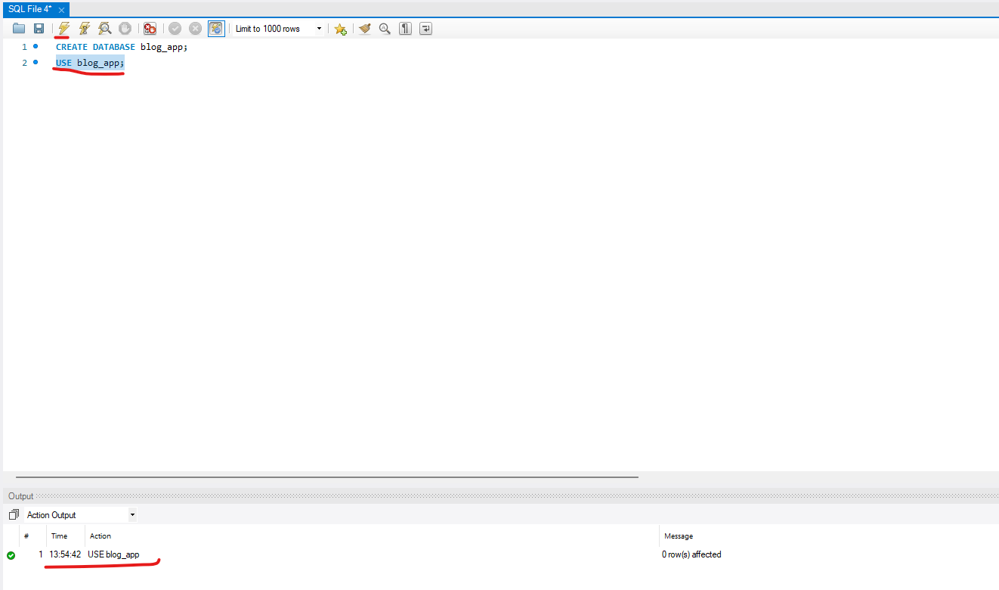 SQL File 4*
Limit to 1000 rows
1 CREATE DATABASE blog_app;
2 USE blog_app;
Output
Action Output
# Time Action Message
1 13:54:42 USE blog_app 0 row(s) affected